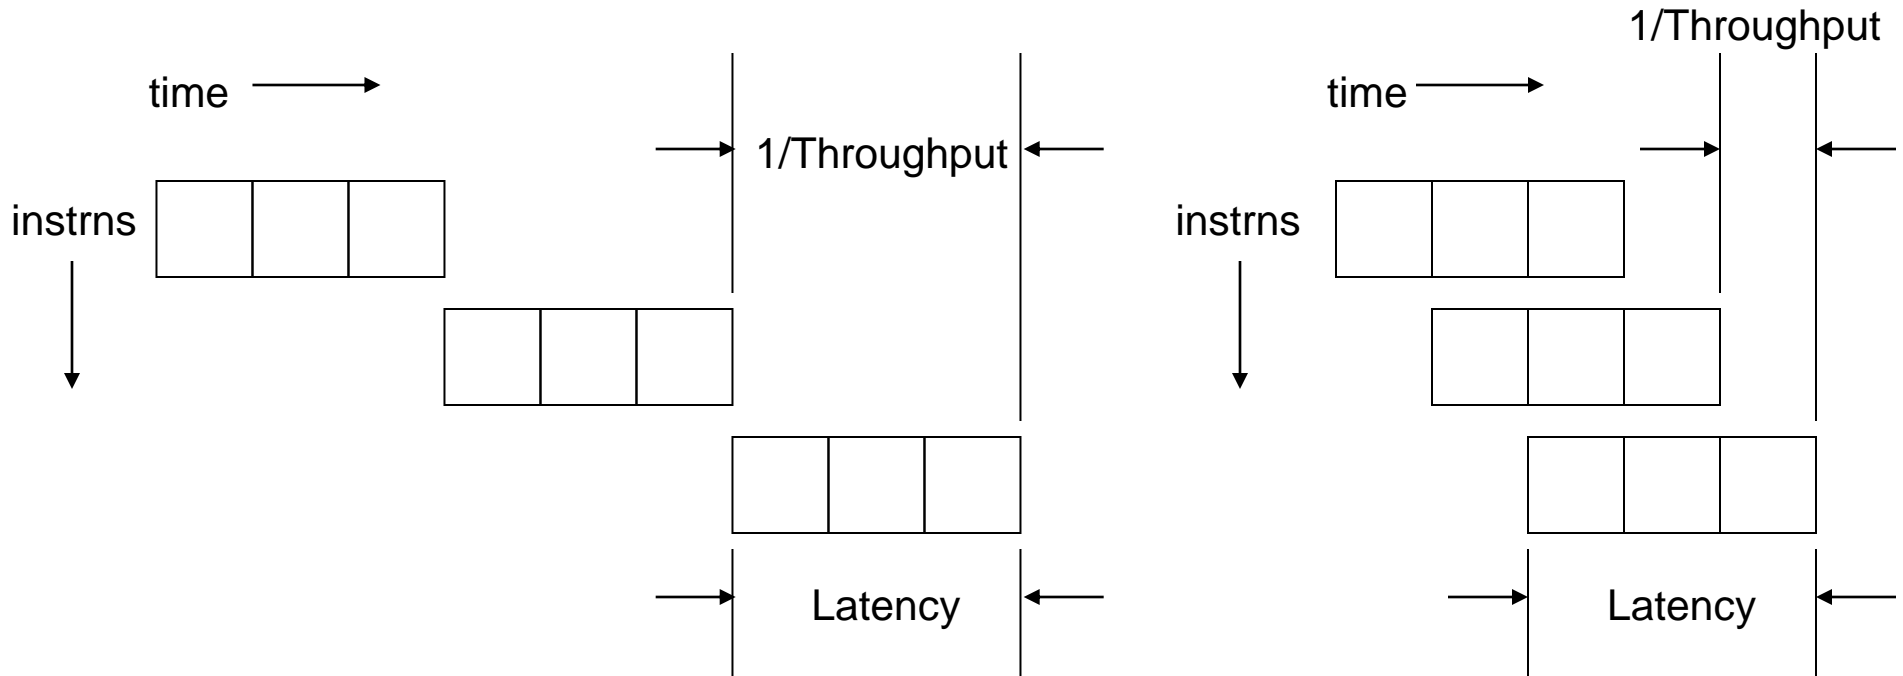 time
1/Throughput
instrns
Latency
1/Throughput
time
instrns
Latency